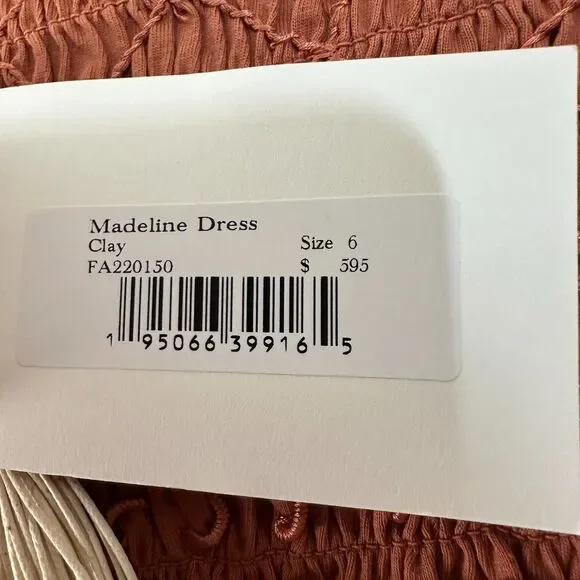 Madeline Dress
Clay Size 6
FA220150 $ 595
1 95066 39916 5